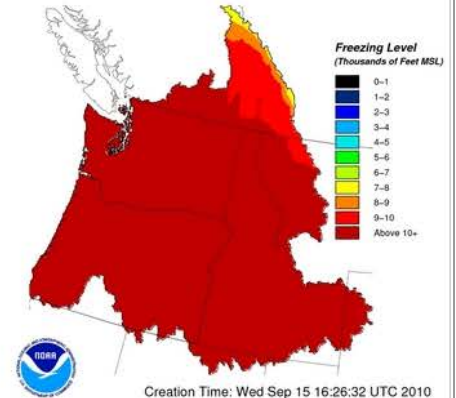 Freezing Level
(Thousands of Feet MSL)
0-1
1-2
2-3
3-4
4-5
5-6
6-7
7-8
8-9
9-10
Above 10+
NOAA
Creation Time: Wed Sep 15 16:26:32 UTC 2010